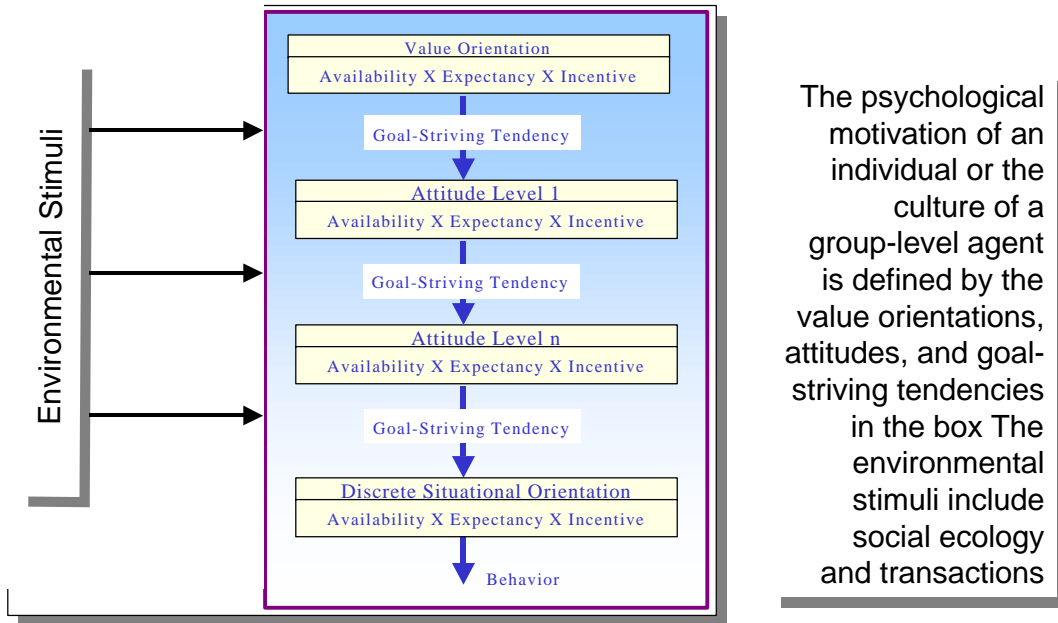 Environmental Stimuli
Value Orientation
Availability X Expectancy X Incentive
Goal-Striving Tendency
Attitude Level 1
Availability X Expectancy X Incentive
Goal-Striving Tendency
Attitude Level n
Availability X Expectancy X Incentive
Goal-Striving Tendency
Discrete Situational Orientation
Availability X Expectancy X Incentive
Behavior
The psychological
motivation of an
individual or the
culture of a
group-level agent
is defined by the
value orientations,
attitudes, and goal-
striving tendencies
in the box The
environmental
stimuli include
social ecology
and transactions